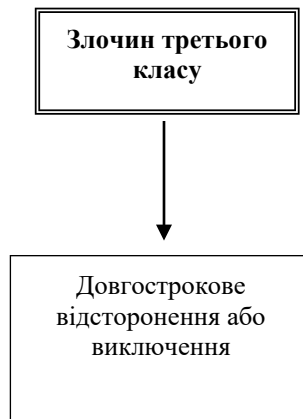 Злочин третього
класу
Довгострокове
відсторонення або
виключення